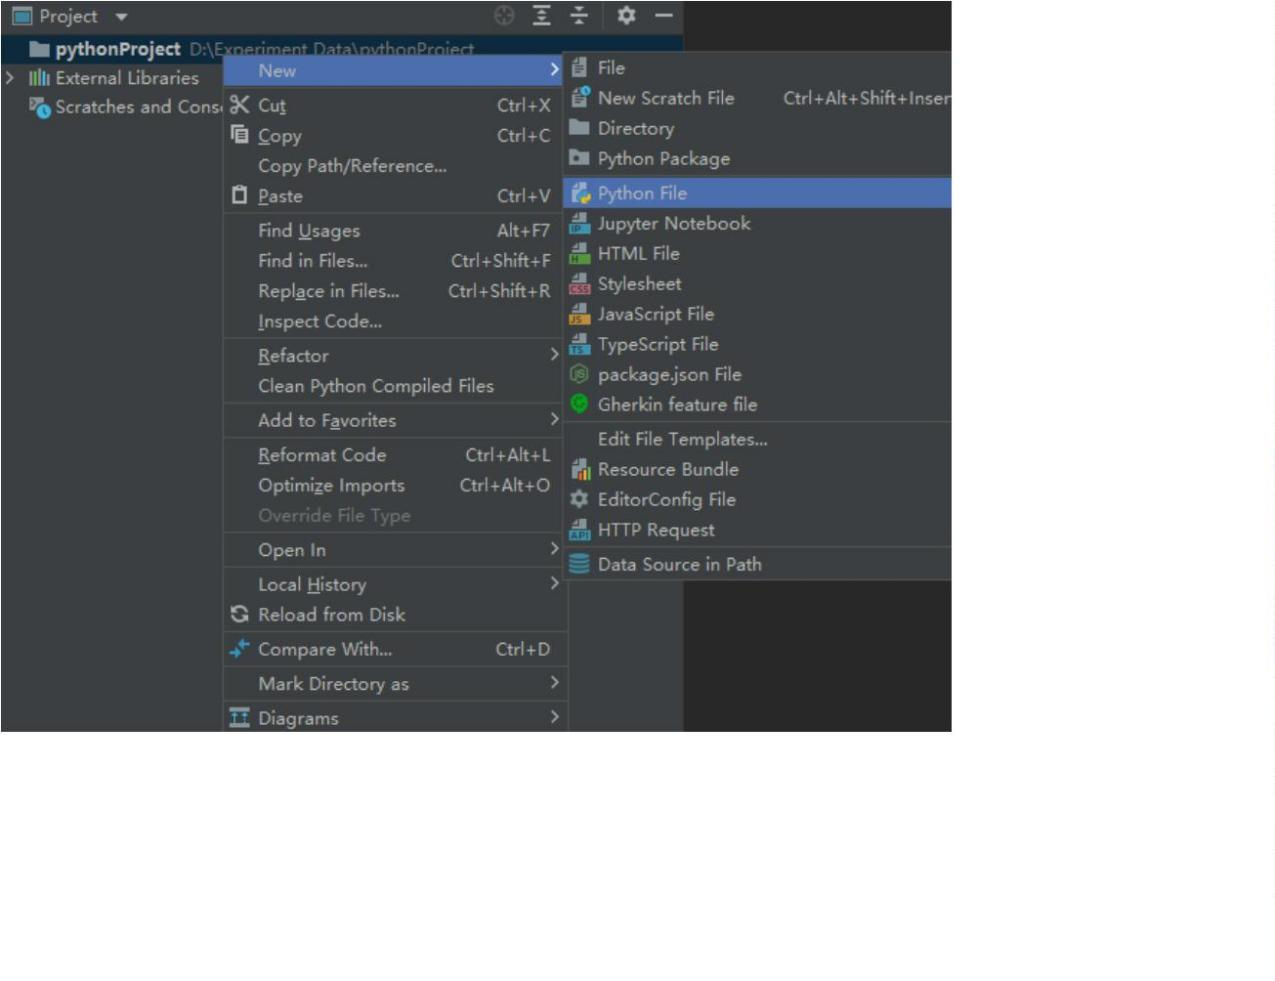 Project
pythonProject D:\Experiment Data\pythonProject
External Libraries
Scratches and Cons
New
Cut Ctrl+X
Copy Ctrl+C
Copy Path/Reference...
Paste Ctrl+V
Find Usages Alt+F7
Find in Files... Ctrl+Shift+F
Replace in Files... Ctrl+Shift+R
Inspect Code...
Refactor
Clean Python Compiled Files
Add to Favorites
Reformat Code Ctrl+Alt+L
Optimize Imports Ctrl+Alt+O
Override File Type
Open In
Local History
Reload from Disk
Compare With... Ctrl+D
Mark Directory as
Diagrams
File
New Scratch File Ctrl+Alt+Shift+Inser
Directory
Python Package
Python File
Jupyter Notebook
HTML File
Stylesheet
JavaScript File
TypeScript File
package.json File
Gherkin feature file
Edit File Templates...
Resource Bundle
EditorConfig File
HTTP Request
Data Source in Path